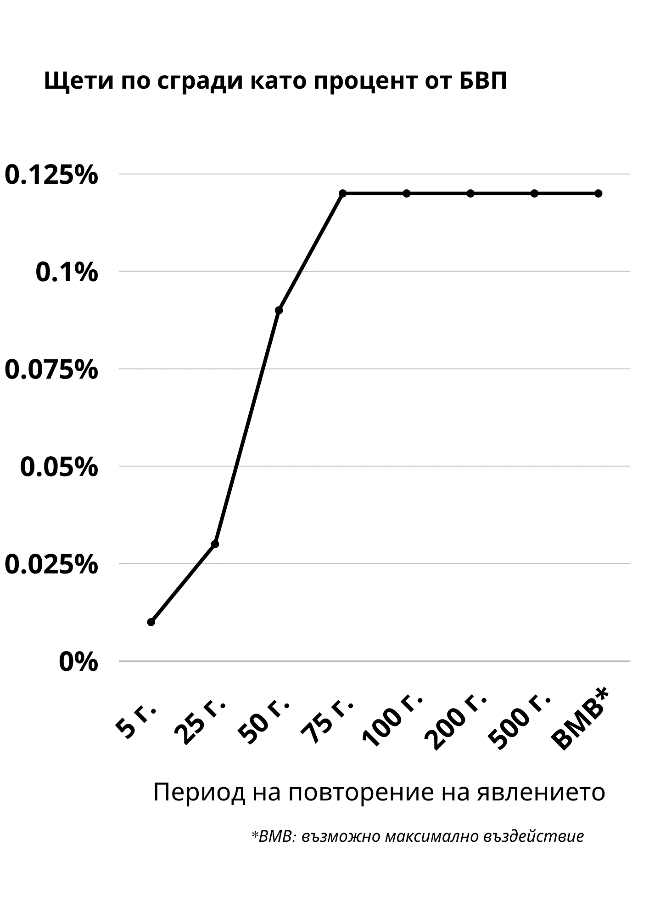 Щети по сгради като процент от БВП
0.125%
0.1%
0.075%
0.05%
0.025%
0%
5 г.
25 г.
50 г.
75 г.
100 г.
200 г.
500 г.
ВМВ*
Период на повторение на явлението
*ВМВ: възможно максимално въздействие